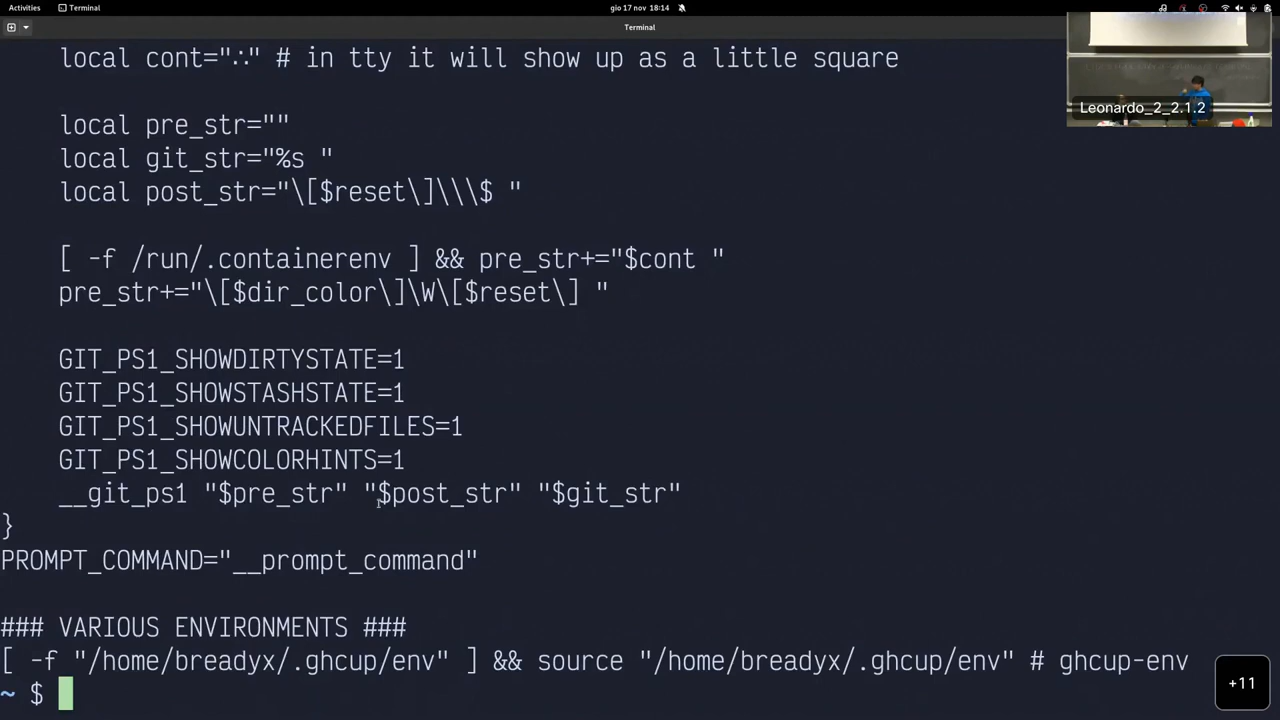 Activities
Terminal
gio 17 nov 18:14
Terminal
local cont="∴" # in tty it will show up as a little square
Leonardo_2_2.1.2
local pre_str=""
local git_str="%s "
local post_str="\[$reset\]\\\$ "
[ -f /run/.containerenv ] && pre_str+="$cont "
pre_str+="\[$dir_color\]\W\[$reset\] "
GIT_PS1_SHOWDIRTYSTATE=1
GIT_PS1_SHOWSTASHSTATE=1
GIT_PS1_SHOWUNTRACKEDFILES=1
GIT_PS1_SHOWCOLORHINTS=1
__git_ps1 "$pre_str" "$post_str" "$git_str"
}
PROMPT_COMMAND="__prompt_command"
### VARIOUS ENVIRONMENTS ###
[ -f "/home/breadyx/.ghcup/env" ] && source "/home/breadyx/.ghcup/env" # ghcup-env
~ $
+11